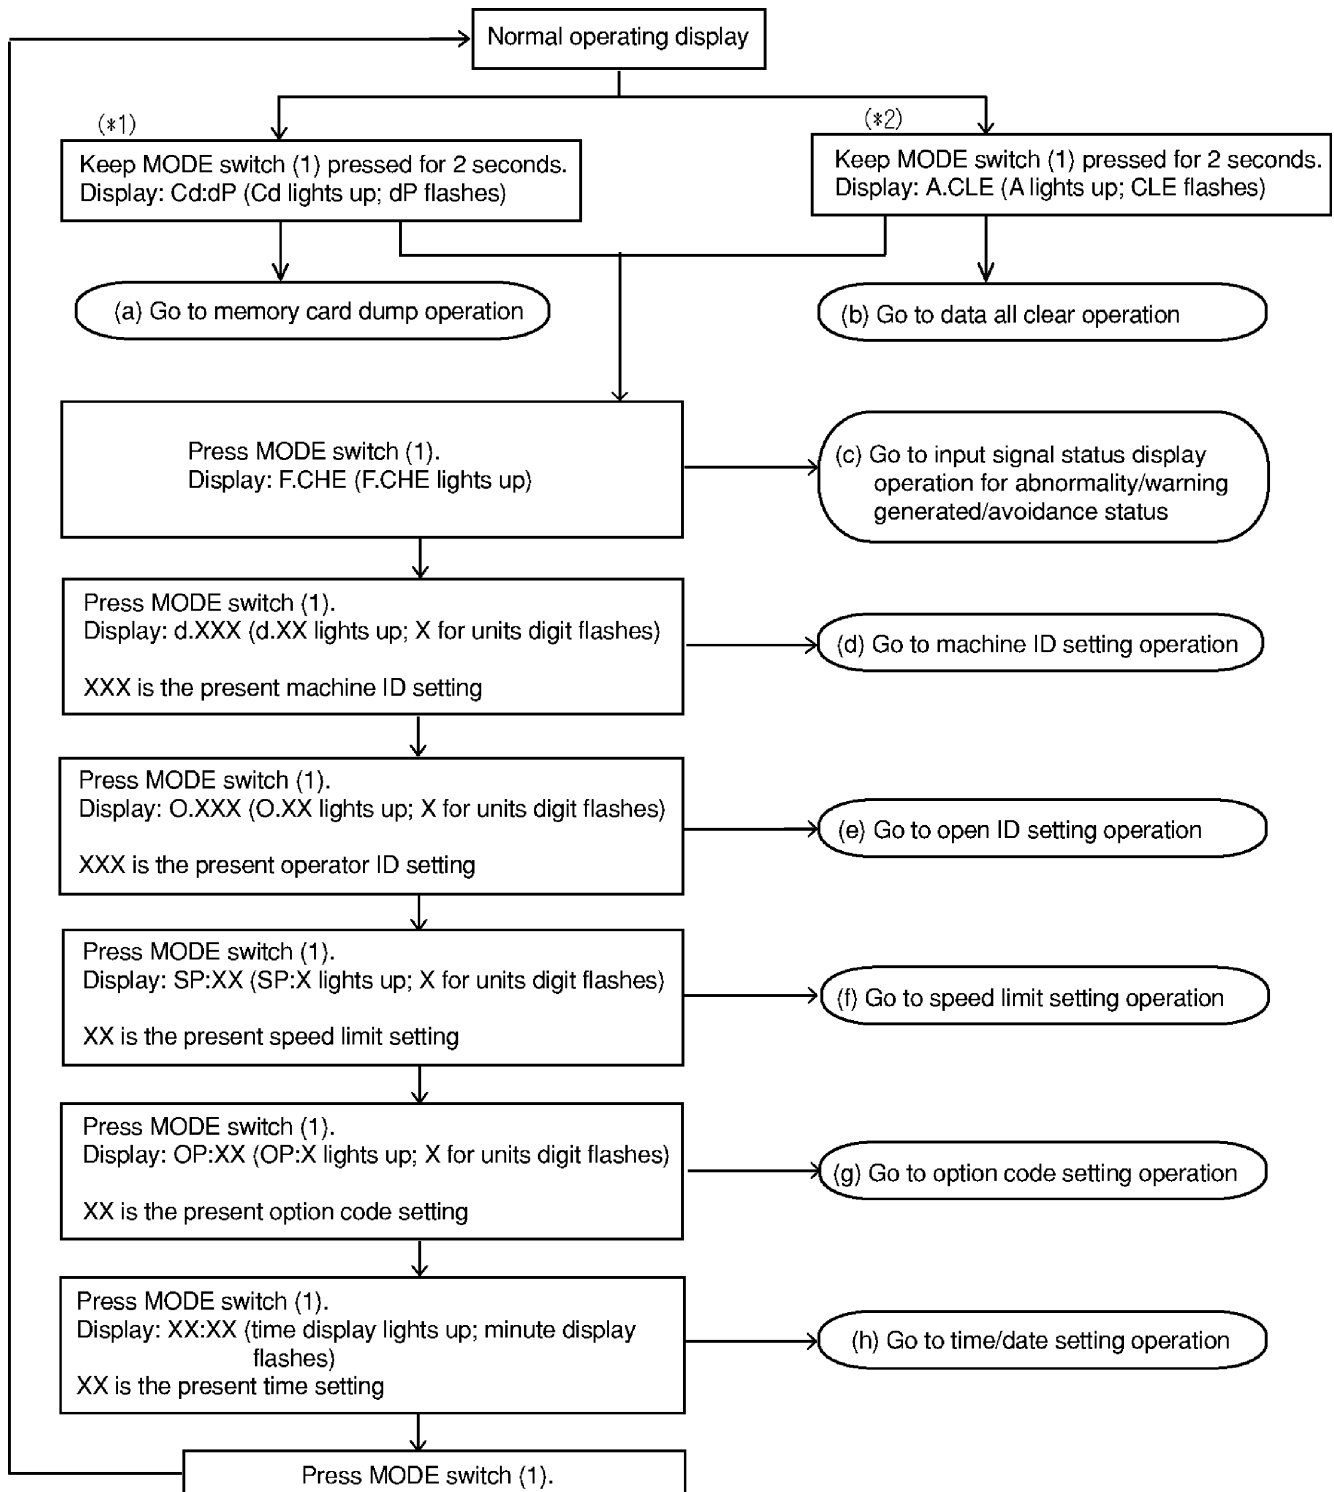 Normal operating display
(*1)
Keep MODE switch (1) pressed for 2 seconds.
Display: Cd:dP (Cd lights up; dP flashes)
(*2)
Keep MODE switch (1) pressed for 2 seconds.
Display: A.CLE (A lights up; CLE flashes)
(a) Go to memory card dump operation
(b) Go to data all clear operation
Press MODE switch (1).
Display: F.CHE (F.CHE lights up)
(c) Go to input signal status display
operation for abnormality/warning
generated/avoidance status
Press MODE switch (1).
Display: d.XXX (d.XX lights up; X for units digit flashes)
XXX is the present machine ID setting
(d) Go to machine ID setting operation
Press MODE switch (1).
Display: O.XXX (O.XX lights up; X for units digit flashes)
XXX is the present operator ID setting
(e) Go to open ID setting operation
Press MODE switch (1).
Display: SP:XX (SP:X lights up; X for units digit flashes)
XX is the present speed limit setting
(f) Go to speed limit setting operation
Press MODE switch (1).
Display: OP:XX (OP:X lights up; X for units digit flashes)
XX is the present option code setting
(g) Go to option code setting operation
Press MODE switch (1).
Display: XX:XX (time display lights up; minute display
flashes)
XX is the present time setting
(h) Go to time/date setting operation
Press MODE switch (1).